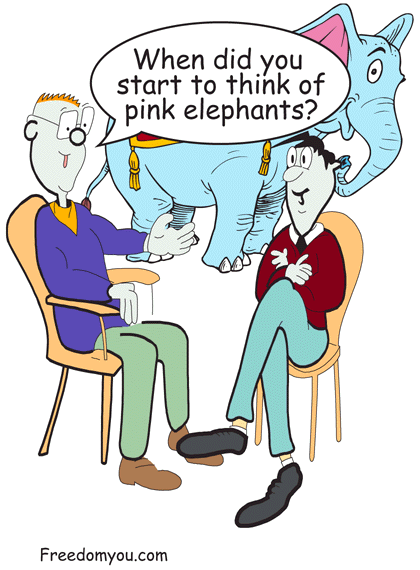 When did you
start to think of
pink elephants?
Freedomyou.com